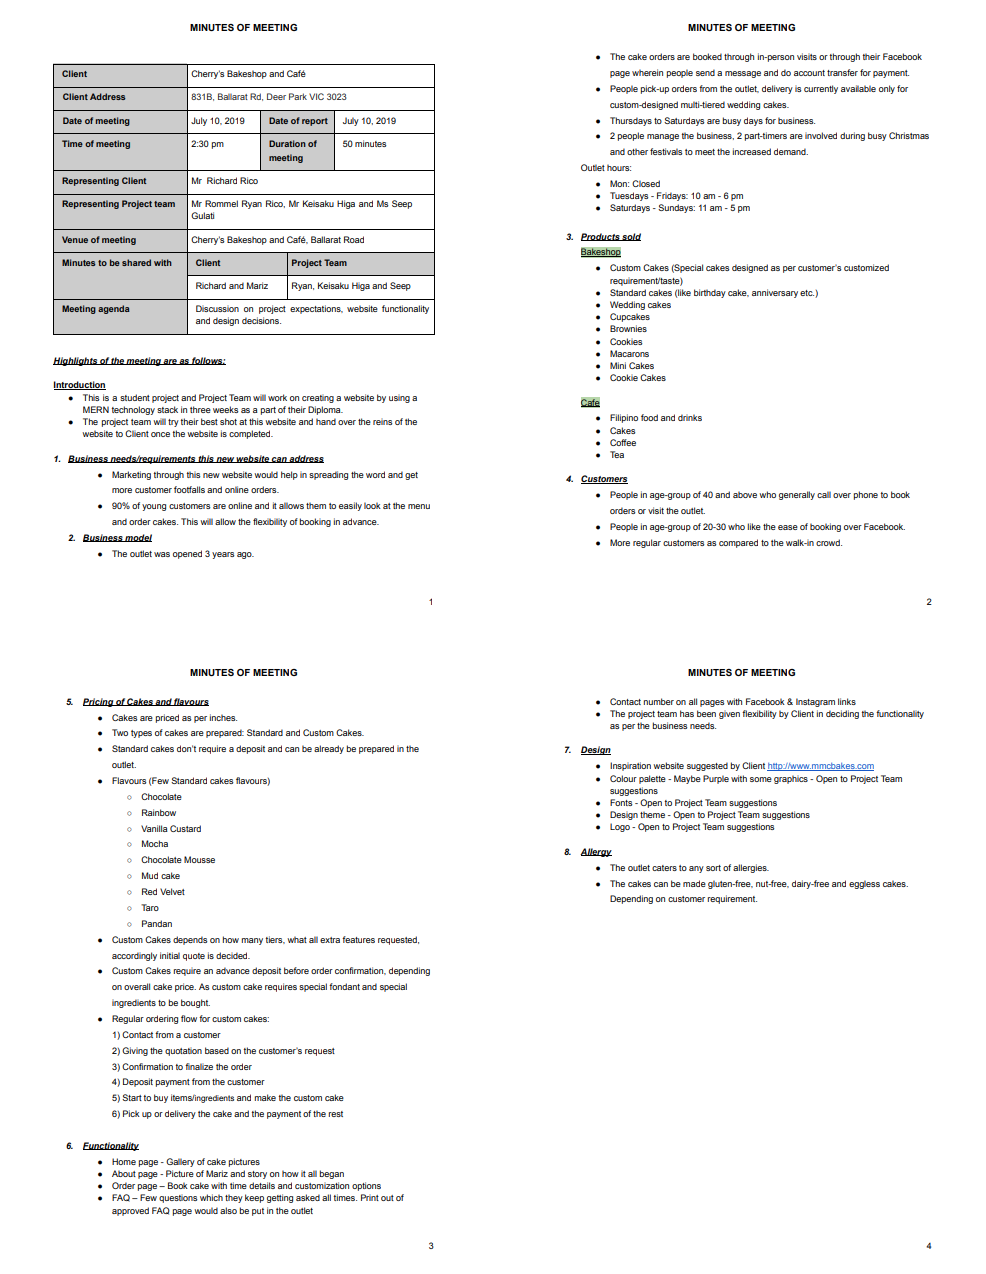 MINUTES OF MEETING
Client Cherry's Bakeshop and Café
Client Address 831B, Ballarat Rd, Deer Park VIC 3023
Date of meeting July 10, 2019 Date of report July 10, 2019
Time of meeting 2:30 pm Duration of meeting 50 minutes
Representing Client Mr Richard Rico
Representing Project team Mr Rommel Ryan Rico, Mr Keisaku Higa and Ms Seep
Gulati
Venue of meeting Cherry's Bakeshop and Café, Ballarat Road
Minutes to be shared with Client Project Team
Richard and Mariz Ryan, Keisaku Higa and Seep
Meeting agenda Discussion on project expectations, website functionality
and design decisions.
Highlights of the meeting are as follows:
Introduction
● This is a student project and Project Team will work on creating a website by using a
MERN technology stack in three weeks as a part of their Diploma.
● The project team will try their best shot at this website and hand over the reins of the
website to Client once the website is completed.
1. Business needs/requirements this new website can address
● Marketing through this new website would help in spreading the word and get
more customer footfalls and online orders.
● 90% of young customers are online and it allows them to easily look at the menu
and order cakes. This will allow the flexibility of booking in advance.
2. Business model
● The outlet was opened 3 years ago.
1
MINUTES OF MEETING
● The cake orders are booked through in-person visits or through their Facebook
page wherein people send a message and do account transfer for payment.
● People pick-up orders from the outlet, delivery is currently available only for
custom-designed multi-tiered wedding cakes.
● Thursdays to Saturdays are busy days for business.
● 2 people manage the business, 2 part-timers are involved during busy Christmas
and other festivals to meet the increased demand.
Outlet hours:
● Mon: Closed
● Tuesdays - Fridays: 10 am - 6 pm
● Saturdays - Sundays: 11 am - 5 pm
3. Products sold
Bakeshop
● Custom Cakes (Special cakes designed as per customer's customized
requirement/taste)
● Standard cakes (like birthday cake, anniversary etc.)
● Wedding cakes
● Cupcakes
● Brownies
● Cookies
● Macarons
● Mini Cakes
● Cookie Cakes
Cafe
● Filipino food and drinks
● Cakes
● Coffee
● Tea
4. Customers
● People in age-group of 40 and above who generally call over phone to book
orders or visit the outlet.
● People in age-group of 20-30 who like the ease of booking over Facebook.
● More regular customers as compared to the walk-in crowd.
2
MINUTES OF MEETING
5. Pricing of Cakes and flavours
● Cakes are priced as per inches.
● Two types of cakes are prepared: Standard and Custom Cakes.
● Standard cakes don't require a deposit and can be already be prepared in the
outlet.
● Flavours (Few Standard cakes flavours)
○ Chocolate
○ Rainbow
○ Vanilla Custard
○ Mocha
○ Chocolate Mousse
○ Mud cake
○ Red Velvet
○ Taro
○ Pandan
● Custom Cakes depends on how many tiers, what all extra features requested,
accordingly initial quote is decided.
● Custom Cakes require an advance deposit before order confirmation, depending
on overall cake price. As custom cake requires special fondant and special
ingredients to be bought.
● Regular ordering flow for custom cakes:
1) Contact from a customer
2) Giving the quotation based on the customer's request
3) Confirmation to finalize the order
4) Deposit payment from the customer
5) Start to buy items/ingredients and make the custom cake
6) Pick up or delivery the cake and the payment of the rest
6. Functionality
● Home page - Gallery of cake pictures
● About page - Picture of Mariz and story on how it all began
● Order page – Book cake with time details and customization options
● FAQ – Few questions which they keep getting asked all times. Print out of
approved FAQ page would also be put in the outlet
3
MINUTES OF MEETING
● Contact number on all pages with Facebook & Instagram links
● The project team has been given flexibility by Client in deciding the functionality
as per the business needs.
7. Design
● Inspiration website suggested by Client http://www.mmcbakes.com
● Colour palette - Maybe Purple with some graphics - Open to Project Team
suggestions
● Fonts - Open to Project Team suggestions
● Design theme - Open to Project Team suggestions
● Logo - Open to Project Team suggestions
8. Allergy
● The outlet caters to any sort of allergies.
● The cakes can be made gluten-free, nut-free, dairy-free and eggless cakes.
Depending on customer requirement.
4